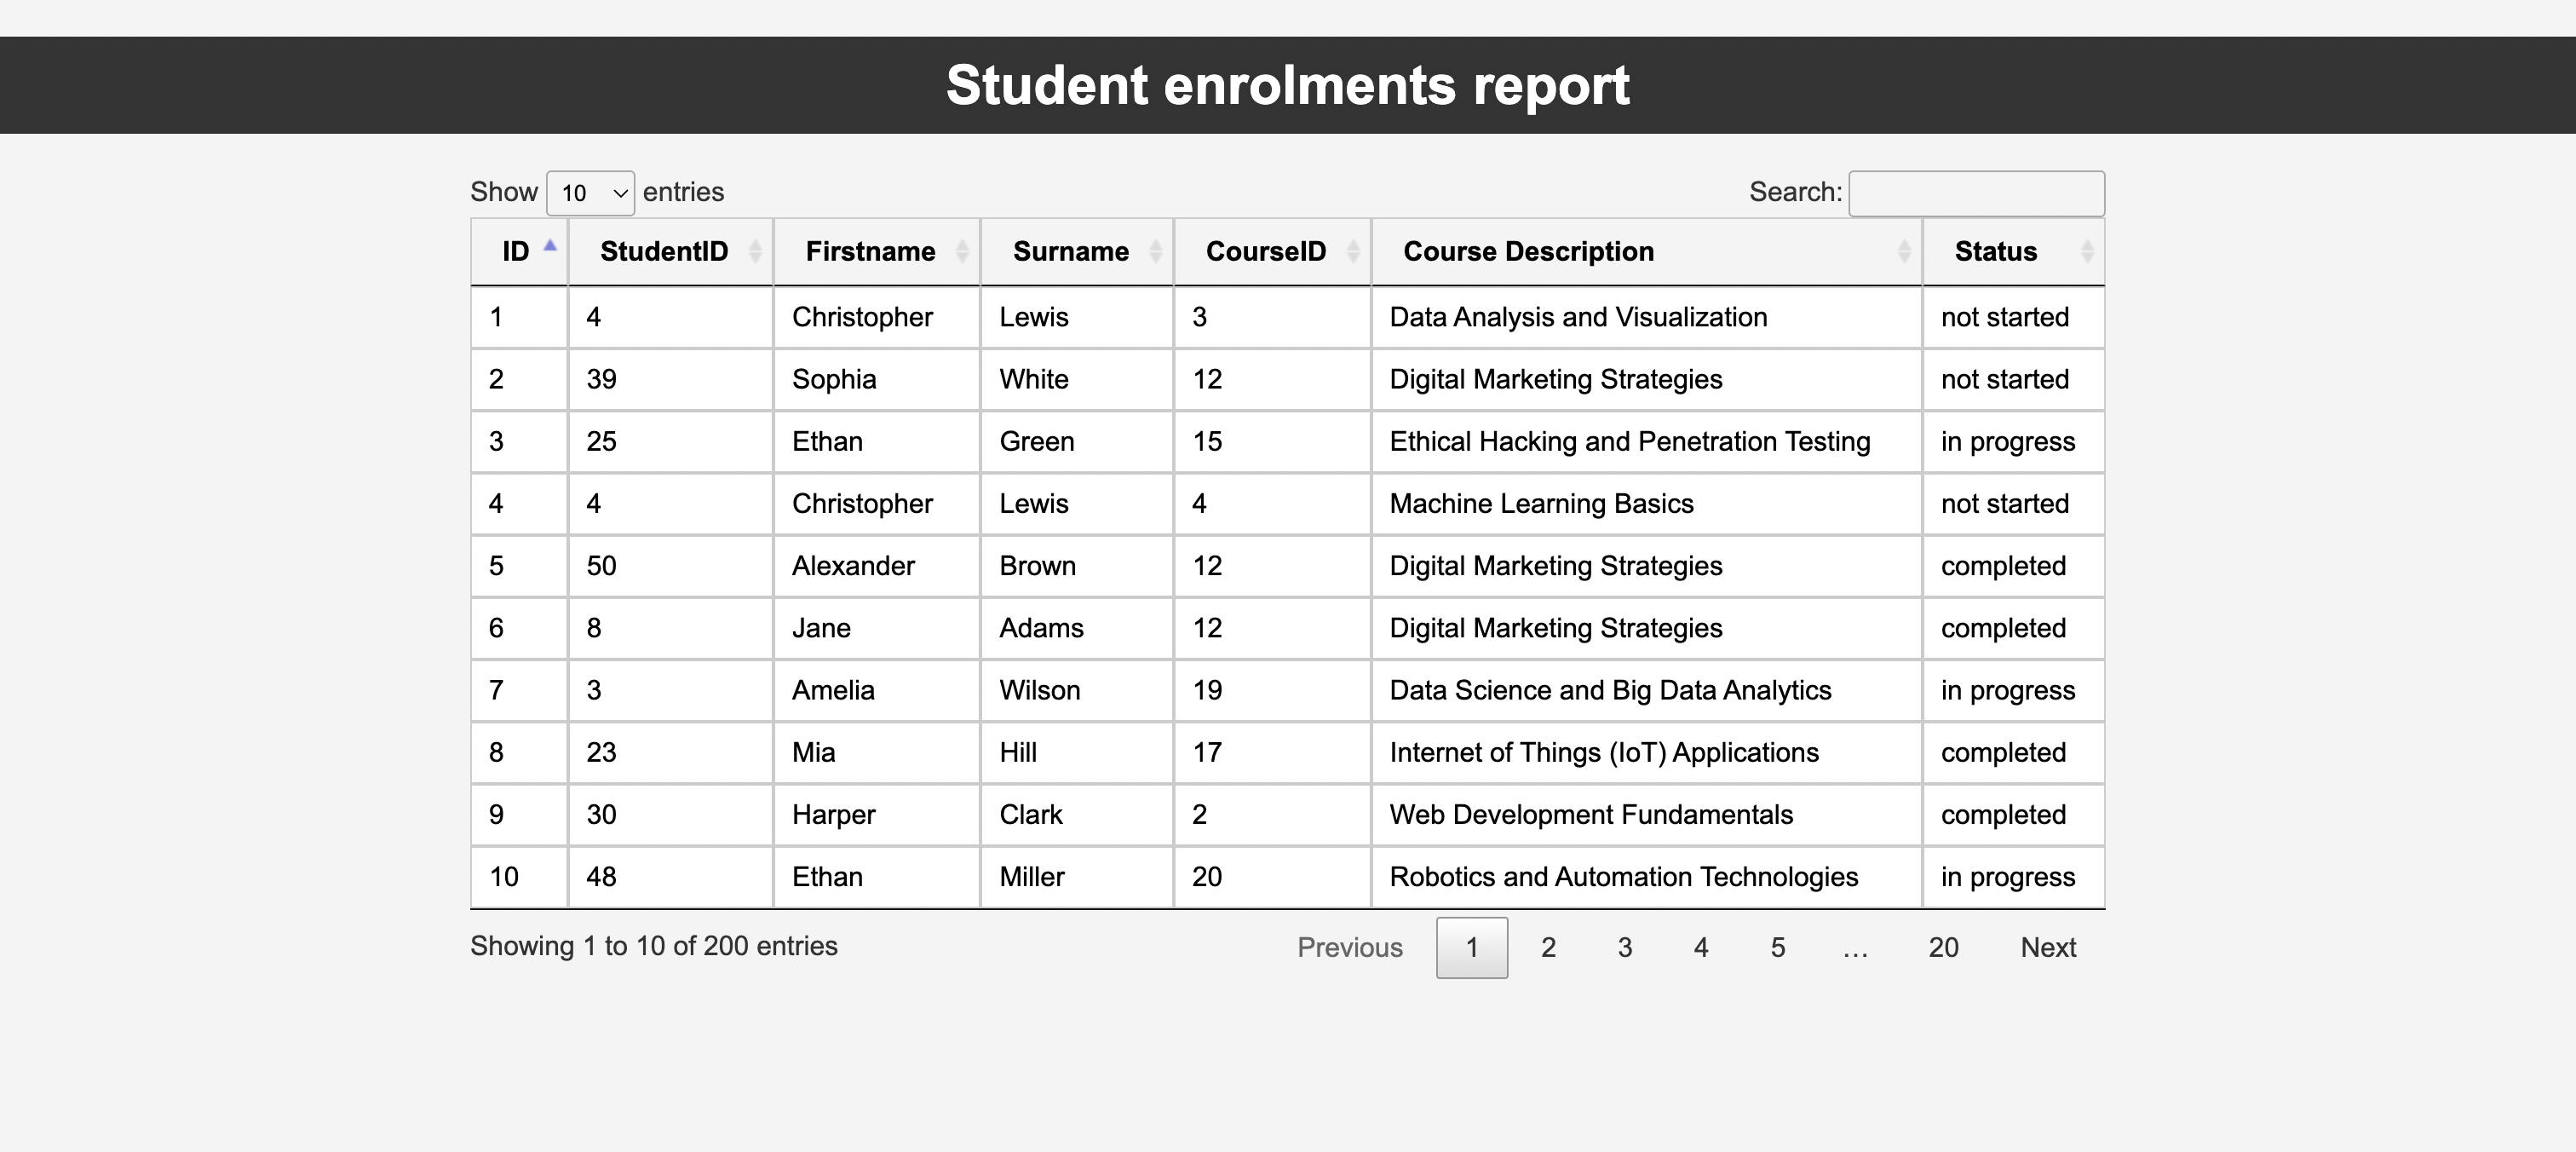 Student enrolments report
Show 10 entries Search:
ID StudentID Firstname Surname CourseID Course Description Status
1 4 Christopher Lewis 3 Data Analysis and Visualization not started
2 39 Sophia White 12 Digital Marketing Strategies not started
3 25 Ethan Green 15 Ethical Hacking and Penetration Testing in progress
4 4 Christopher Lewis 4 Machine Learning Basics not started
5 50 Alexander Brown 12 Digital Marketing Strategies completed
6 8 Jane Adams 12 Digital Marketing Strategies completed
7 3 Amelia Wilson 19 Data Science and Big Data Analytics in progress
8 23 Mia Hill 17 Internet of Things (IoT) Applications completed
9 30 Harper Clark 2 Web Development Fundamentals completed
10 48 Ethan Miller 20 Robotics and Automation Technologies in progress
Showing 1 to 10 of 200 entries Previous 1 2 3 4 5 … 20 Next